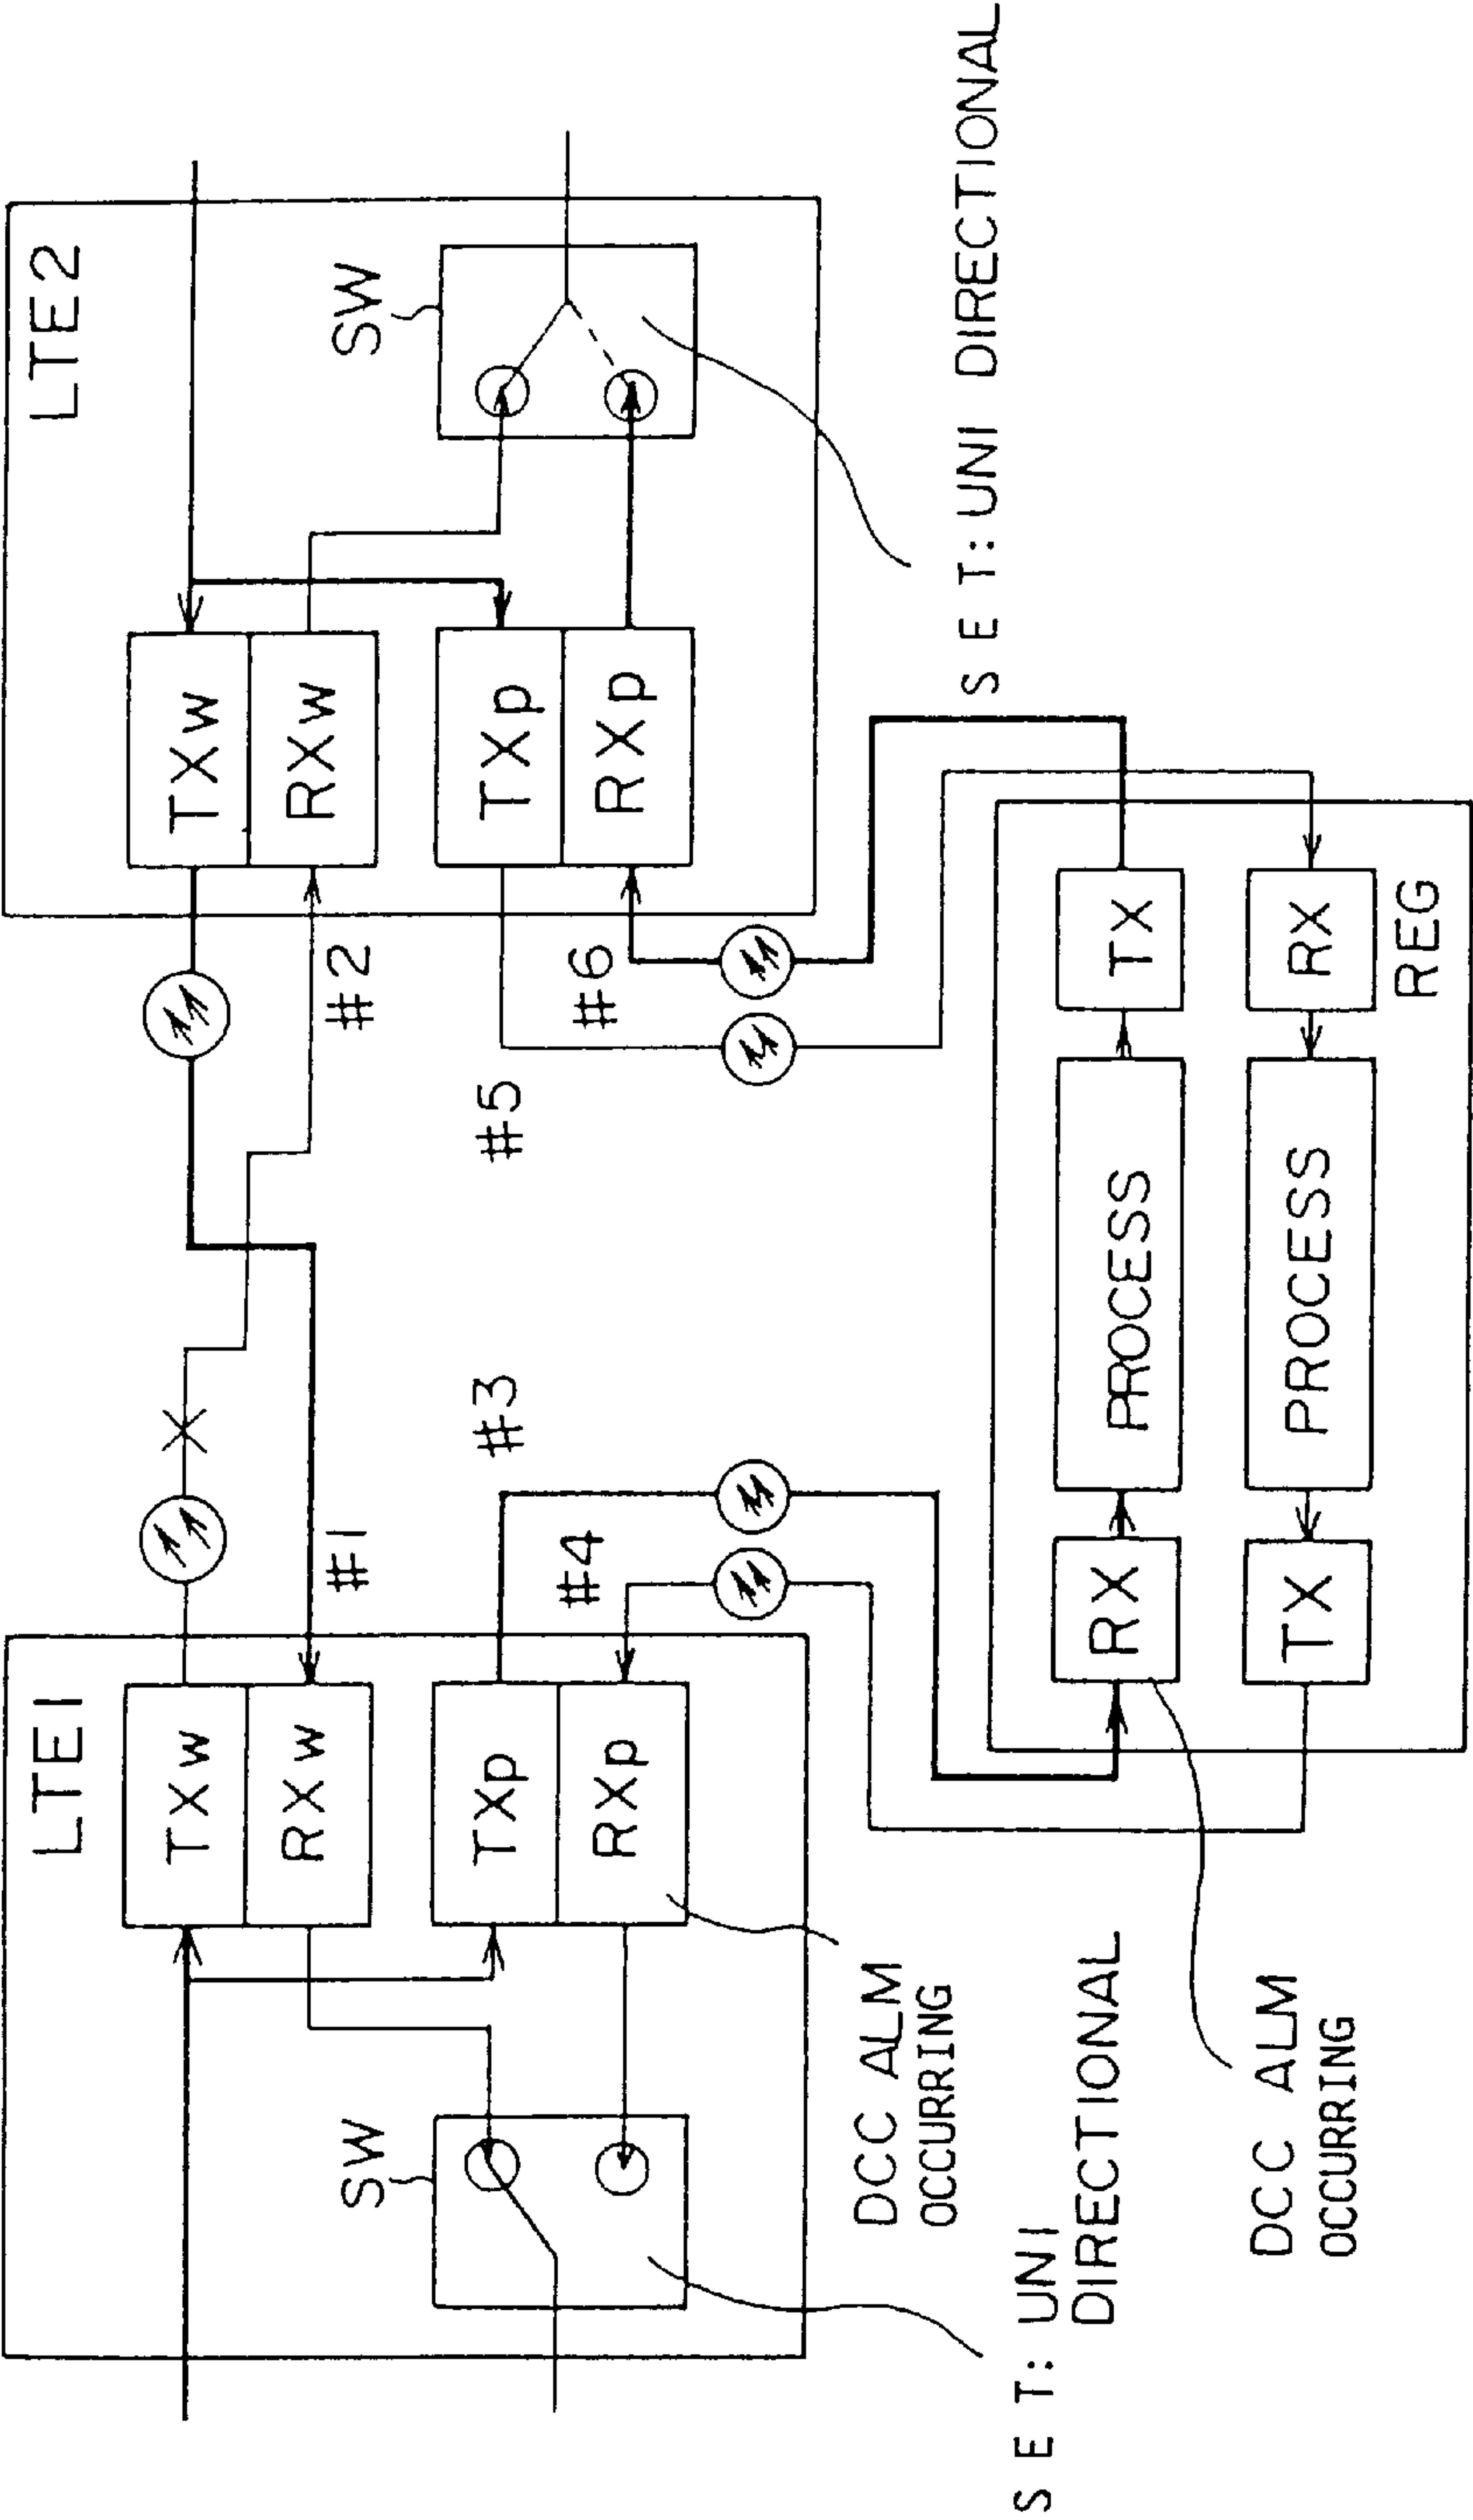 LTE1
LTE2
TXw
RXw
TXw
RXw
#1
#2
SW
SW
TXp
RXp
TXp
RXp
#3
#4
#5
#6
DCC ALM
OCCURRING
SET: UNI
DIRECTIONAL
SET: UNI DIRECTIONAL
RX
PROCESS
TX
TX
PROCESS
RX
REG
DCC ALM
OCCURRING